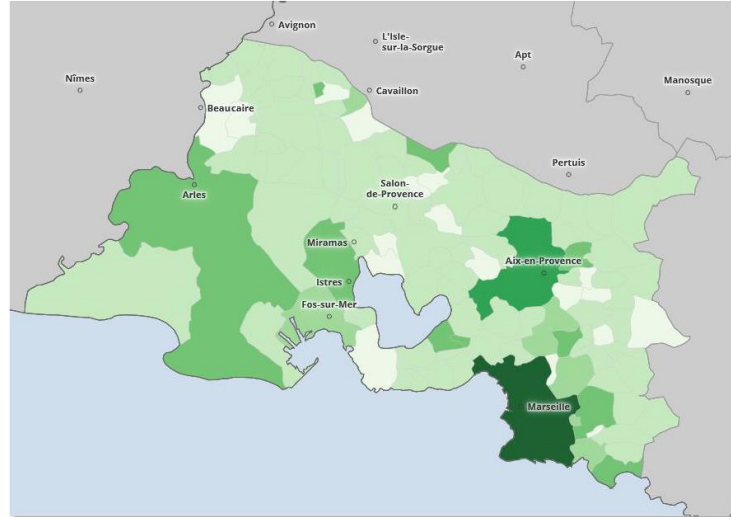 Avignon
L'Isle-
sur-la-Sorgue
Apt
Nîmes
Manosque
Cavaillon
Beaucaire
Pertuis
Arles
Salon-
de-Provence
Miramas
Aix-en-Provence
Istres
Fos-sur-Mer
Marseille